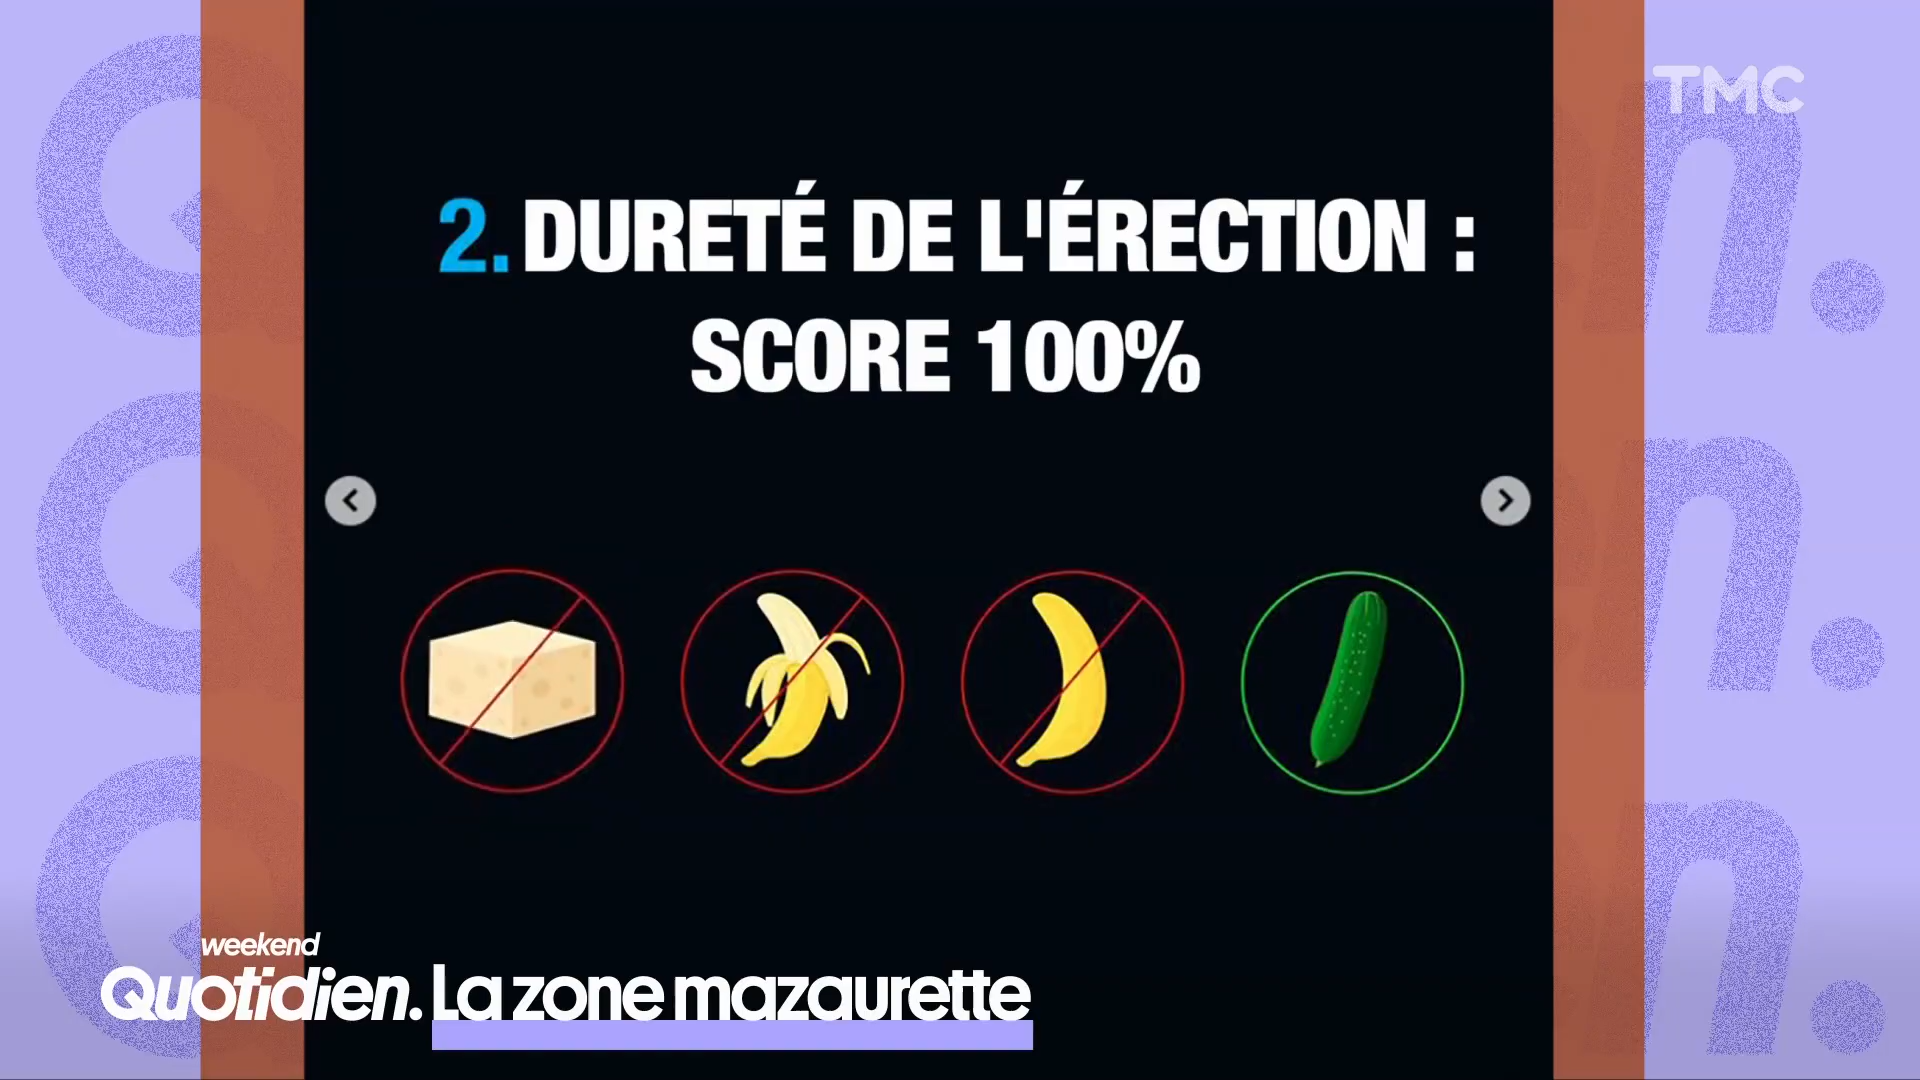 TMC
2. DURETÉ DE L'ÉRECTION :
SCORE 100%
weekend
Quotidien. La zone mazaurette